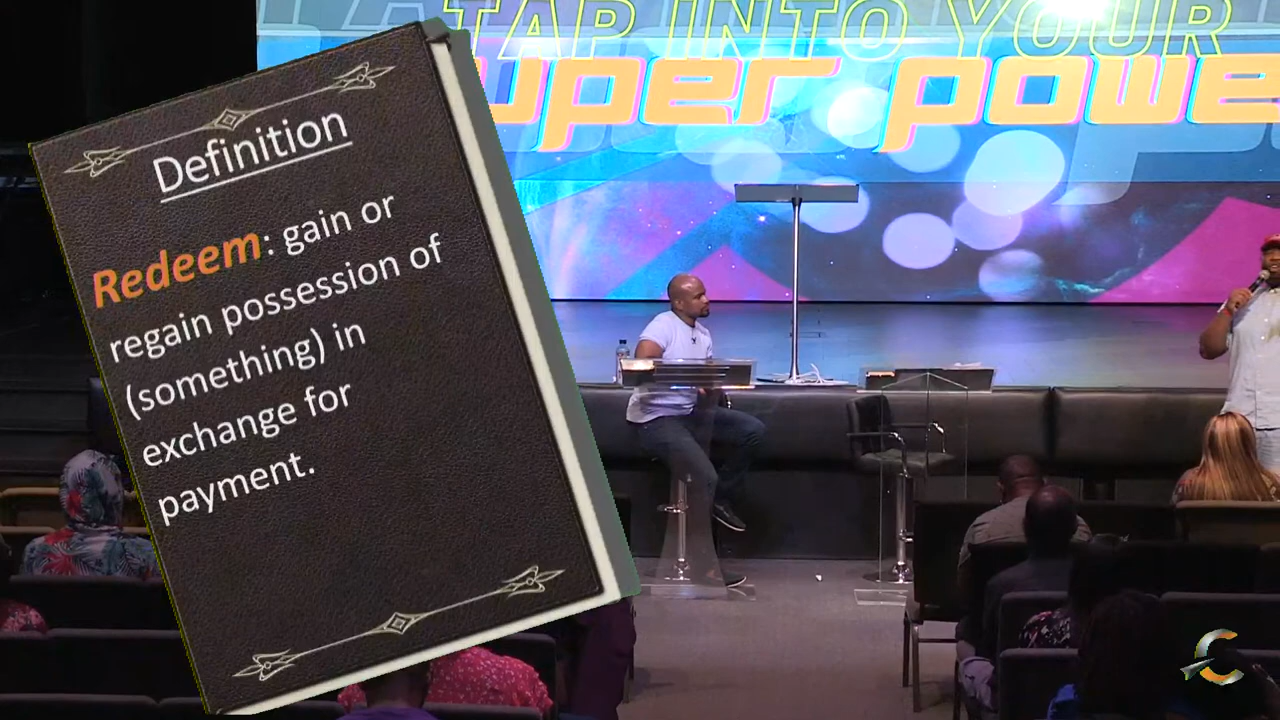 TAP INTO YOUR
uper powe
Definition
Redeem: gain or
regain possession of
(something) in
exchange for
payment.